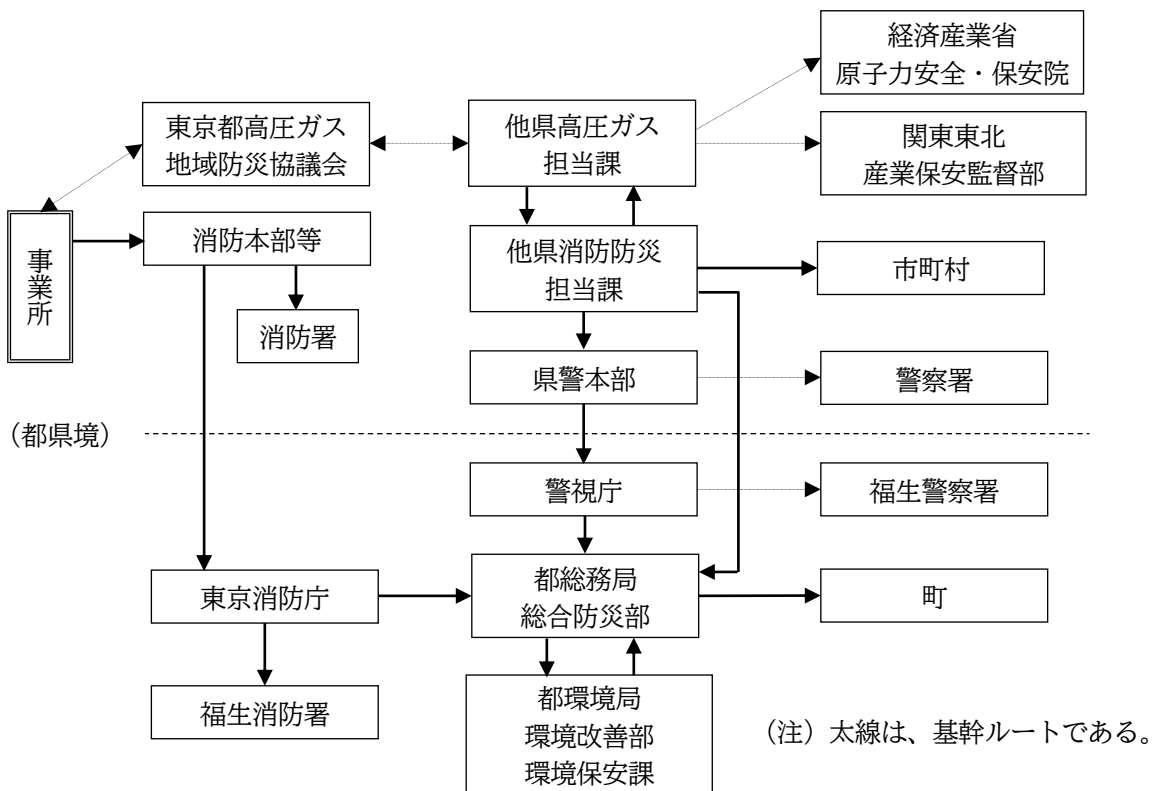 経済産業省
原子力安全・保安院
東京都高圧ガス
地域防災協議会
他県高圧ガス
担当課
関東東北
産業保安監督部
事業所
消防本部等
他県消防防災
担当課
市町村
消防署
県警本部
警察署
（都県境）
警視庁
福生警察署
東京消防庁
都総務局
総合防災部
町
福生消防署
都環境局
環境改善部
環境保安課
（注）太線は、基幹ルートである。